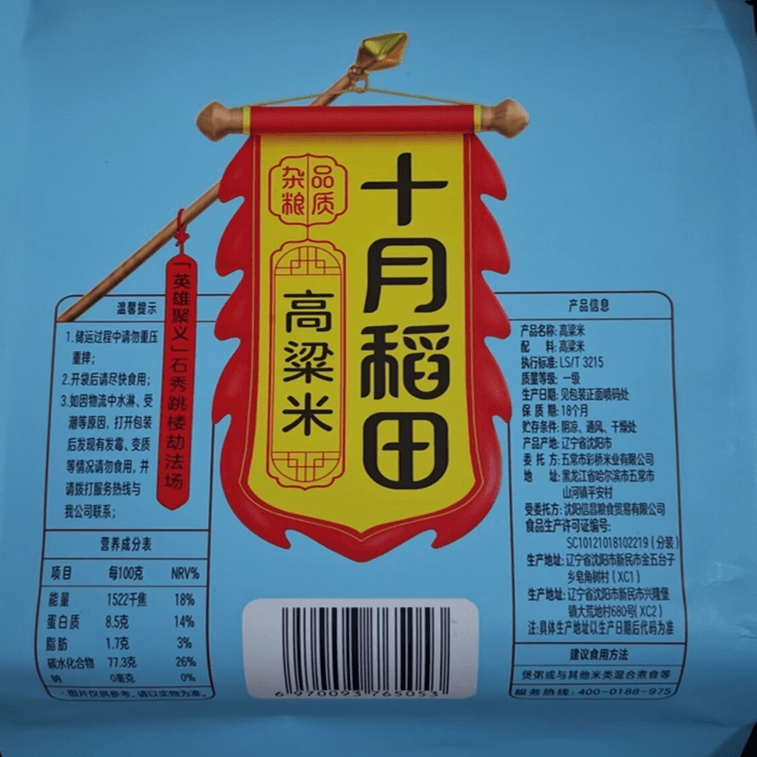 品质
杂粮
十月稻田
高粱米
「英雄聚义」石秀跳楼劫法场
温馨提示
1.储运过程中请勿重压
重摔；
2.开袋后请尽快食用；
3.如因物流中水淋、受
潮等原因，打开包装
后发现有发霉、变质
等情况请勿食用，并
请拨打服务热线与
我公司联系；
营养成分表
项目 每100克 NRV%
能量 1522千焦 18%
蛋白质 8.5克 14%
脂肪 1.7克 3%
碳水化合物 77.3克 26%
钠 0毫克 0%
图片仅供参考，请以实物为准。
产品信息
产品名称: 高粱米
配 料: 高粱米
执行标准: LS/T 3215
质量等级: 一级
生产日期: 见包装正面喷码处
保 质 期: 18个月
贮存条件: 阴凉、通风、干燥处
产品产地: 辽宁省沈阳市
委 托 方: 五常市彩桥米业有限公司
地 址: 黑龙江省哈尔滨市五常市
山河镇平安村
受委托方: 沈阳信昌粮食贸易有限公司
食品生产许可证编号:
SC10121018102219 (分装)
生产地址: 辽宁省沈阳市新民市金五台子
乡皂角树村 (XC1)
生产地址: 辽宁省沈阳市新民市兴隆堡
镇大荒地村680号( XC2 )
注:具体生产地址以生产日期后代码为准
建议食用方法
煲粥或与其他米类混合煮食等
服务热线: 400-0188-975
6 970093 765053